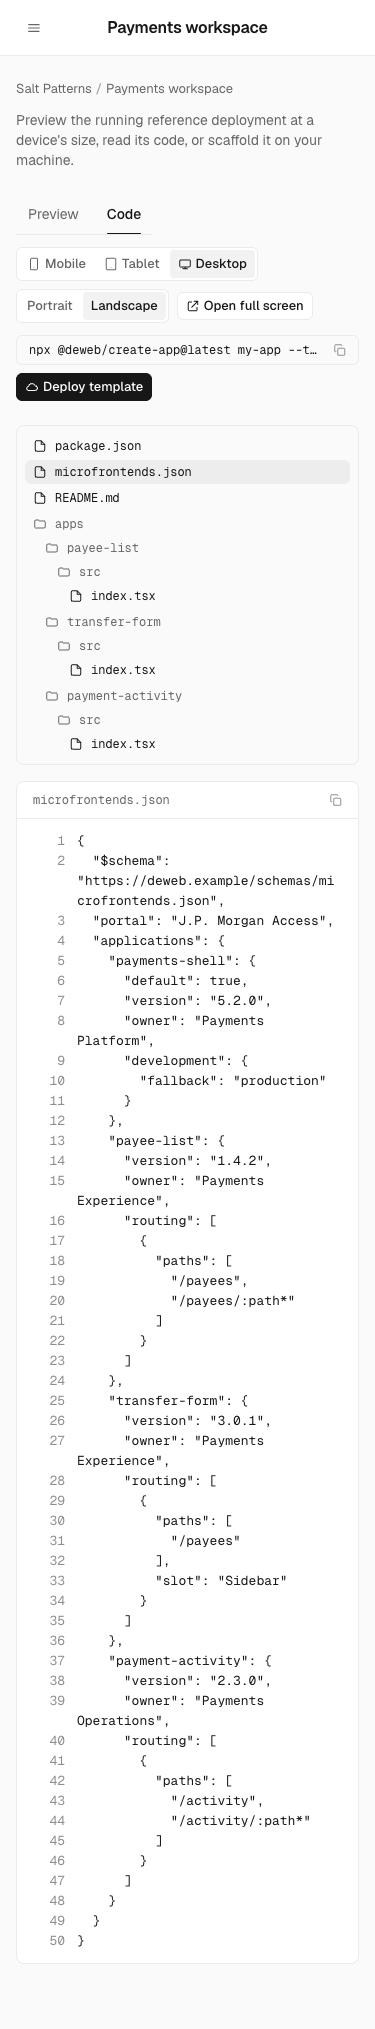 Payments workspace
Salt Patterns / Payments workspace
Preview the running reference deployment at a
device's size, read its code, or scaffold it on your
machine.
Preview Code
Mobile Tablet Desktop
Portrait Landscape Open full screen
npx @deweb/create-app@latest my-app --t…
Deploy template
package.json
microfrontends.json
README.md
apps
payee-list
src
index.tsx
transfer-form
src
index.tsx
payment-activity
src
index.tsx
microfrontends.json
1 {
2   "$schema":
"https://deweb.example/schemas/mi
crofrontends.json",
3   "portal": "J.P. Morgan Access",
4   "applications": {
5     "payments-shell": {
6       "default": true,
7       "version": "5.2.0",
8       "owner": "Payments
Platform",
9       "development": {
10         "fallback": "production"
11       }
12     },
13     "payee-list": {
14       "version": "1.4.2",
15       "owner": "Payments
Experience",
16       "routing": [
17         {
18           "paths": [
19             "/payees",
20             "/payees/:path*"
21           ]
22         }
23       ]
24     },
25     "transfer-form": {
26       "version": "3.0.1",
27       "owner": "Payments
Experience",
28       "routing": [
29         {
30           "paths": [
31             "/payees"
32           ],
33           "slot": "Sidebar"
34         }
35       ]
36     },
37     "payment-activity": {
38       "version": "2.3.0",
39       "owner": "Payments
Operations",
40       "routing": [
41         {
42           "paths": [
43             "/activity",
44             "/activity/:path*"
45           ]
46         }
47       ]
48     }
49   }
50 }